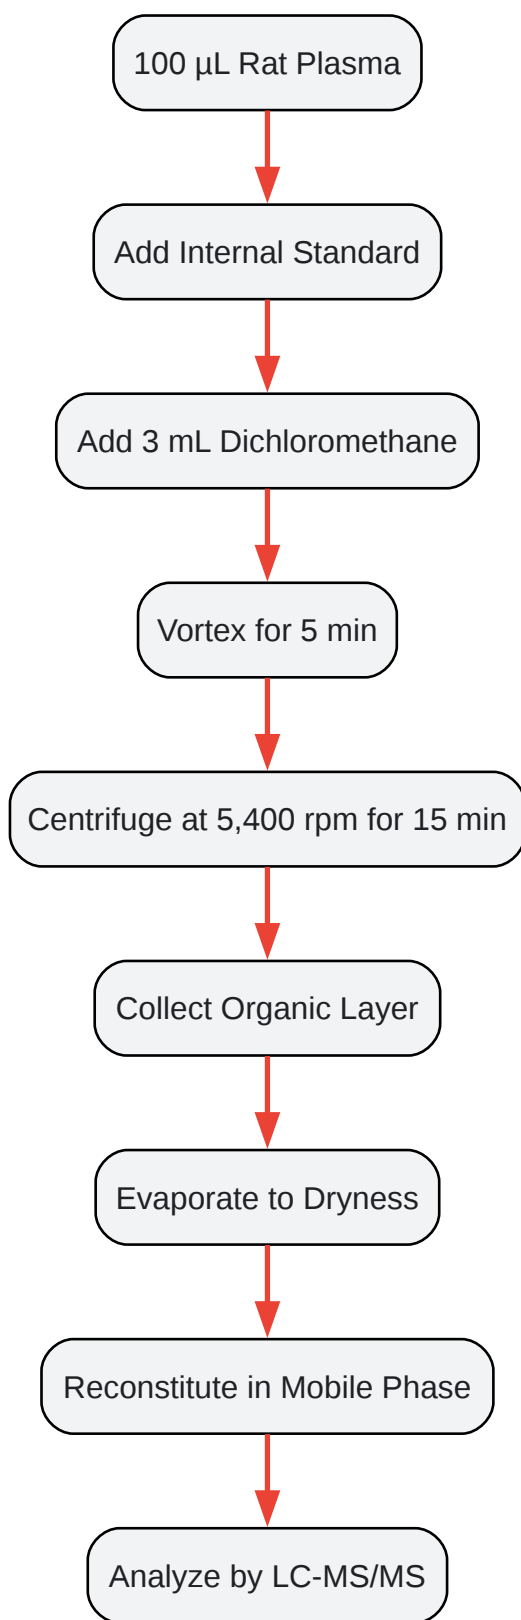 100 µL Rat Plasma
Add Internal Standard
Add 3 mL Dichloromethane
Vortex for 5 min
Centrifuge at 5,400 rpm for 15 min
Collect Organic Layer
Evaporate to Dryness
Reconstitute in Mobile Phase
Analyze by LC-MS/MS